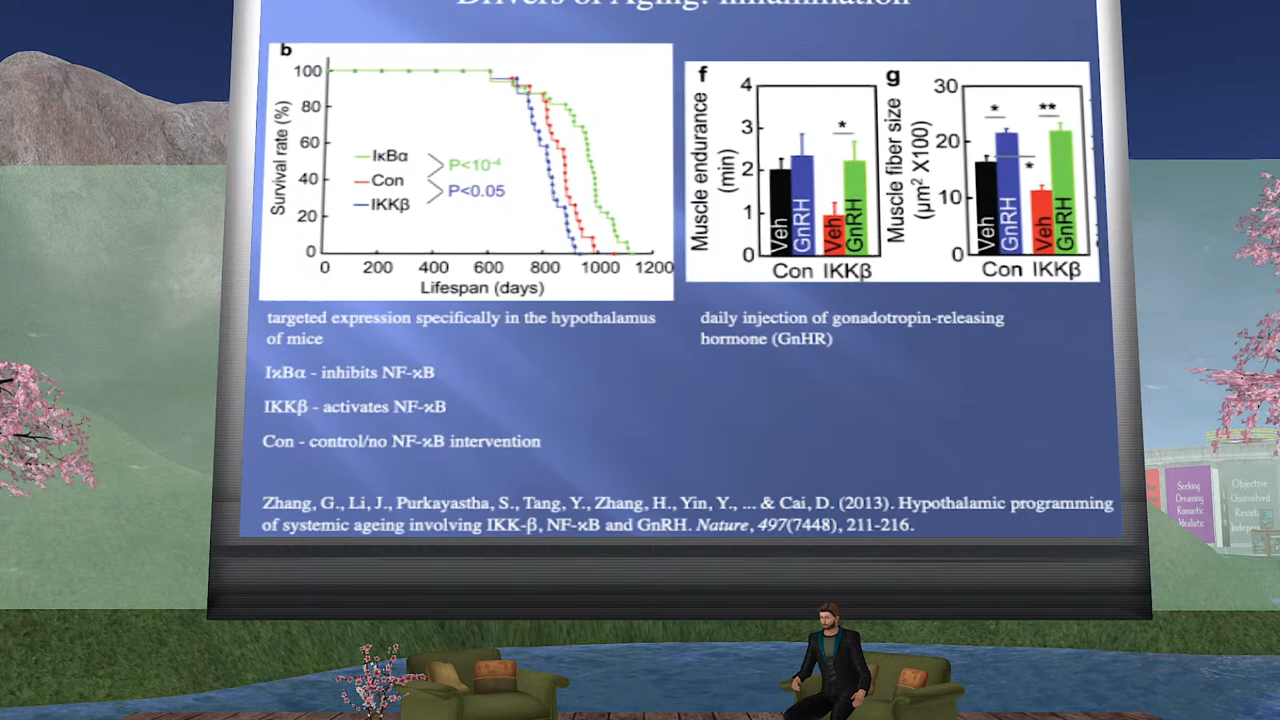 Drivers of Aging: Inflammation
b
100
80
60
40
20
0
Survival rate (%)
IκBα
Con
IKKβ
P<10⁻⁴
P<0.05
0 200 400 600 800 1000 1200
Lifespan (days)
f
4
3
2
1
0
Muscle endurance
(min)
*
Veh GnRH Veh GnRH
Con IKKβ
g
30
20
10
0
Muscle fiber size
(μm² X100)
* **
*
Veh GnRH Veh GnRH
Con IKKβ
targeted expression specifically in the hypothalamus
of mice
IϰBα - inhibits NF-ϰB
IKKβ - activates NF-ϰB
Con - control/no NF-ϰB intervention
daily injection of gonadotropin-releasing
hormone (GnHR)
Zhang, G., Li, J., Purkayastha, S., Tang, Y., Zhang, H., Yin, Y., ... & Cai, D. (2013). Hypothalamic programming
of systemic ageing involving IKK-β, NF-ϰB and GnRH. Nature, 497(7448), 211-216.
Seeking
Dreaming
Romantic
Idealistic
Objective